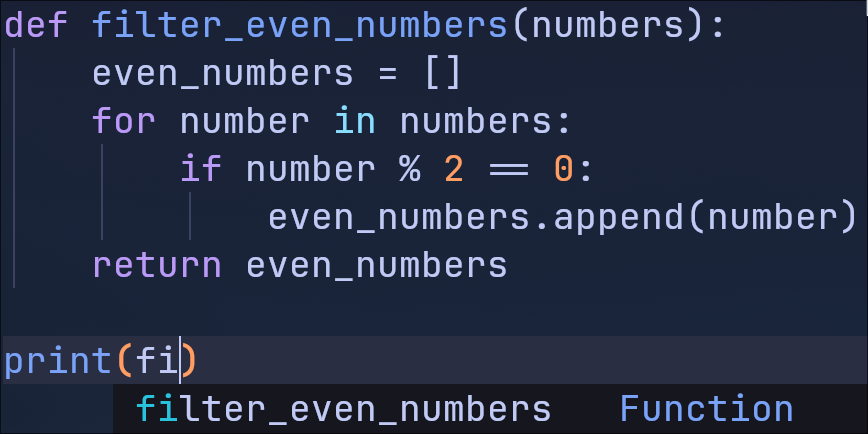 def filter_even_numbers(numbers):
    even_numbers = []
    for number in numbers:
        if number % 2 == 0:
            even_numbers.append(number)
    return even_numbers
print(fi)
filter_even_numbers Function